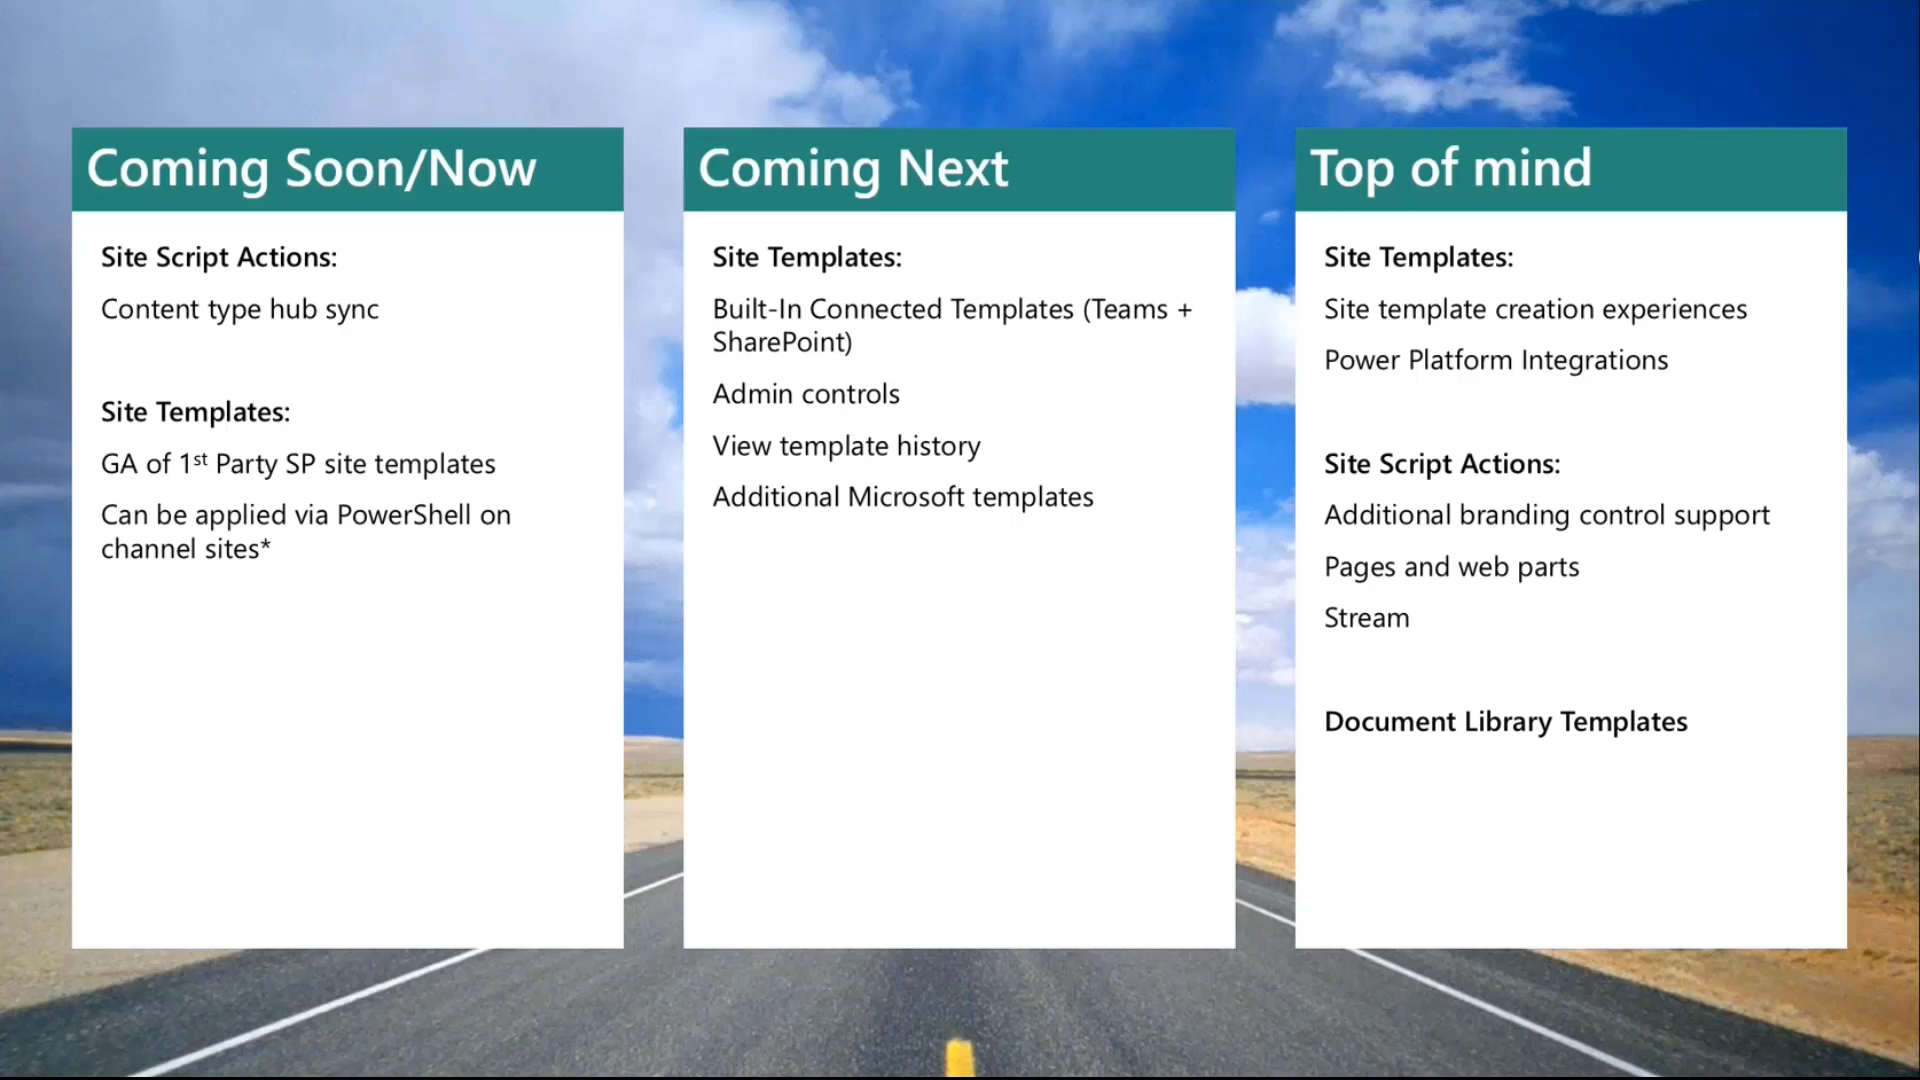 Coming Soon/Now
Site Script Actions:
Content type hub sync
Site Templates:
GA of 1st Party SP site templates
Can be applied via PowerShell on
channel sites*
Coming Next
Site Templates:
Built-In Connected Templates (Teams +
SharePoint)
Admin controls
View template history
Additional Microsoft templates
Top of mind
Site Templates:
Site template creation experiences
Power Platform Integrations
Site Script Actions:
Additional branding control support
Pages and web parts
Stream
Document Library Templates